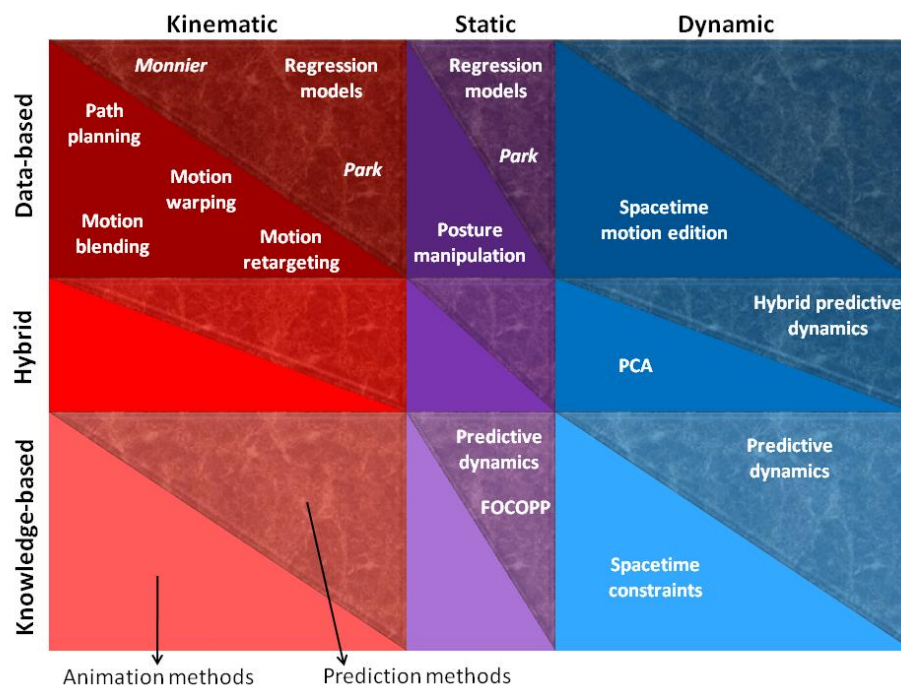 Kinematic
Static
Dynamic
Data-based
Monnier
Regression
models
Path
planning
Park
Motion
warping
Motion
blending
Motion
retargeting
Regression
models
Park
Posture
manipulation
Spacetime
motion edition
Hybrid
Hybrid predictive
dynamics
PCA
Knowledge-based
Predictive
dynamics
FOCOPP
Predictive
dynamics
Spacetime
constraints
Animation methods
Prediction methods